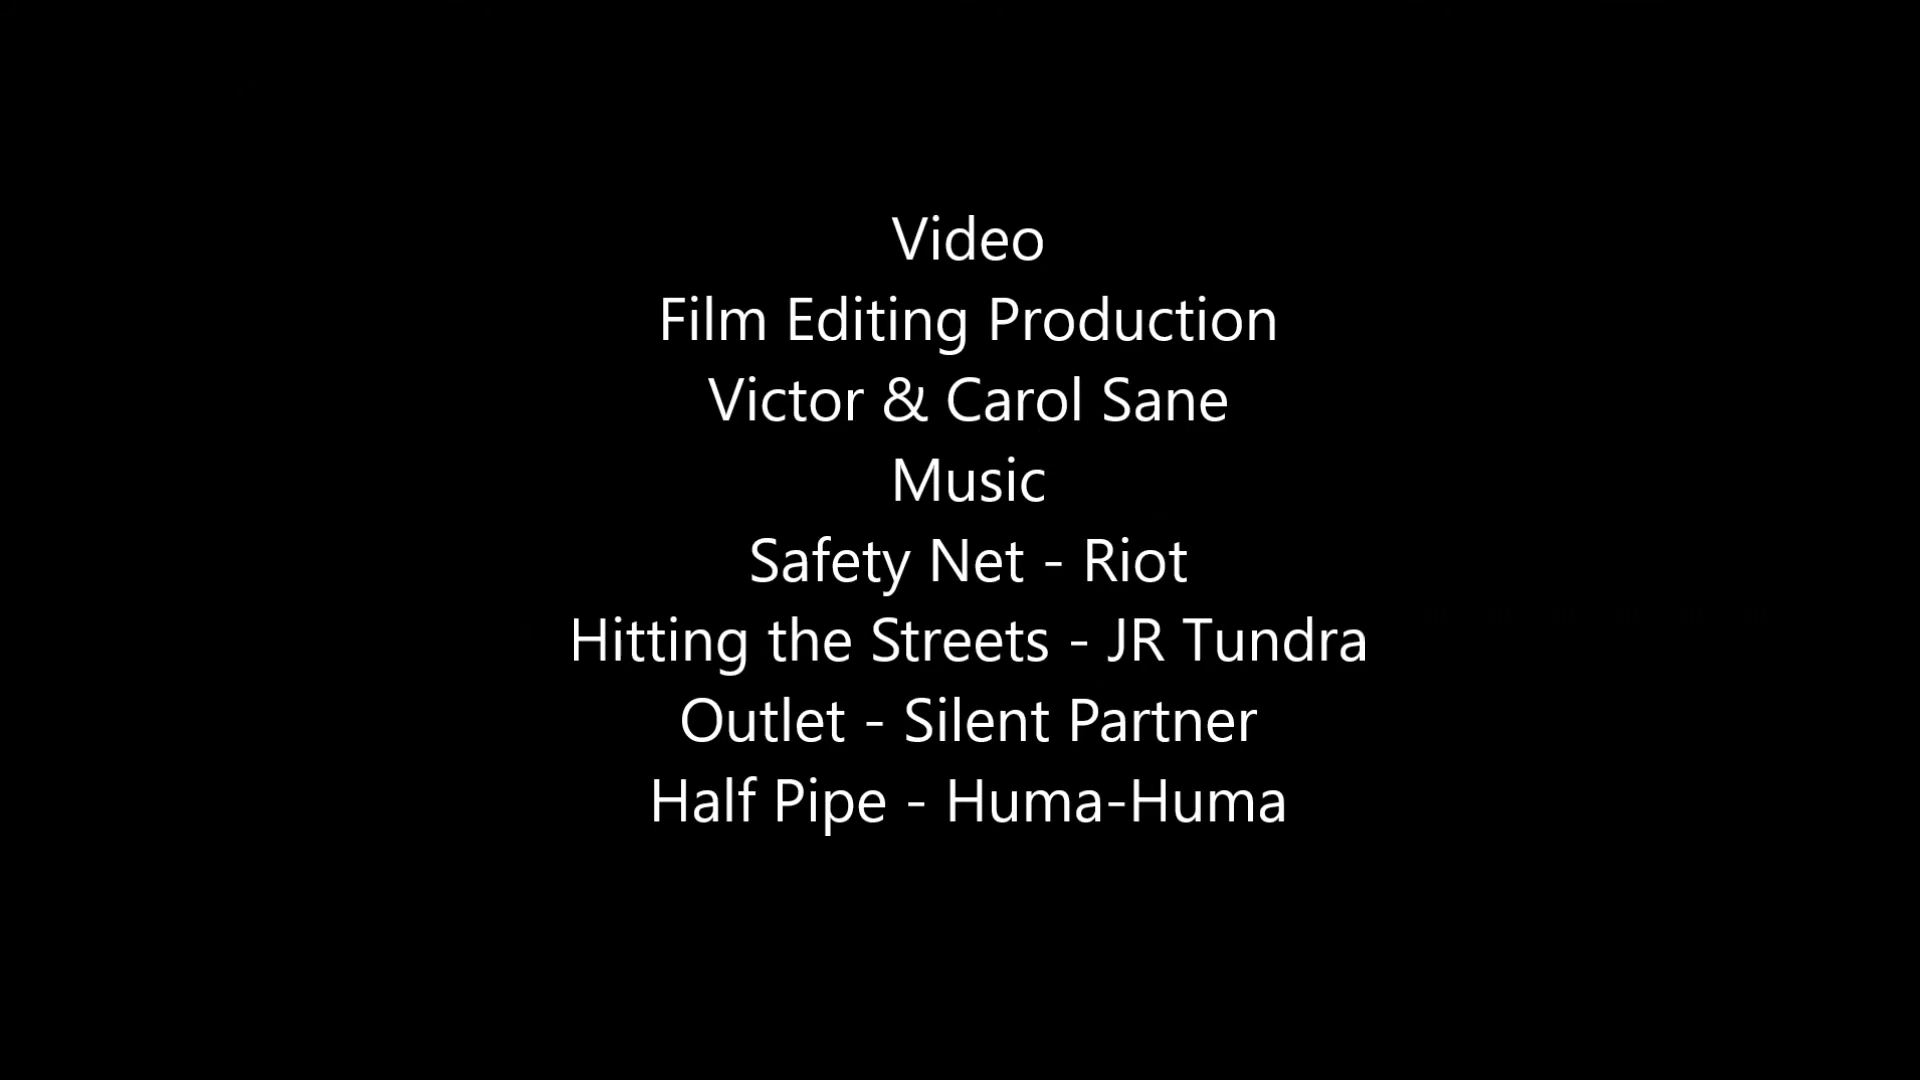 Video
Film Editing Production
Victor & Carol Sane
Music
Safety Net - Riot
Hitting the Streets - JR Tundra
Outlet - Silent Partner
Half Pipe - Huma-Huma